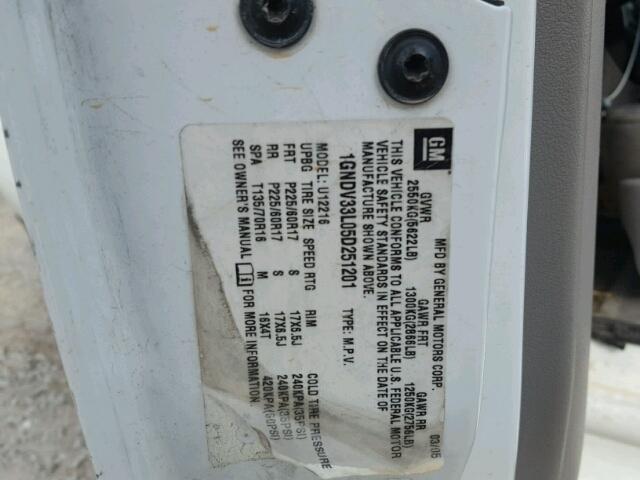 GM
MFD BY GENERAL MOTORS CORP. 03/05
GVWR GAWR FRT GAWR RR
2550KG(5622LB) 1300KG(2866LB) 1250KG(2756LB)
THIS VEHICLE CONFORMS TO ALL APPLICABLE U.S. FEDERAL MOTOR
VEHICLE SAFETY STANDARDS IN EFFECT ON THE DATE OF
MANUFACTURE SHOWN ABOVE.
1GNDV33L05D251201 TYPE: M.P.V.
MODEL: U12216
UPBG TIRE SIZE SPEED RTG RIM COLD TIRE PRESSURE
FRT P225/60R17 S 17X6.5J 240KPA(35PSI)
RR P225/60R17 S 17X6.5J 240KPA(35PSI)
SPA T135/70R16 M 16X4T 420KPA(60PSI)
SEE OWNER'S MANUAL i FOR MORE INFORMATION